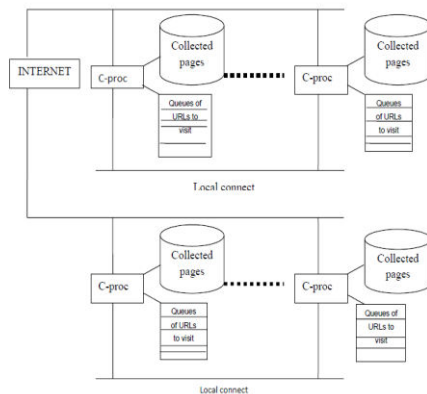 Collected
pages
Collected
pages
INTERNET
C-proc
C-proc
Queues of
URLs to
visit
Queues
of URLs
to visit
Local connect
Collected
pages
Collected
pages
C-proc
C-proc
Queues
of URLs
to visit
Queues of
URLs to
visit
Local connect